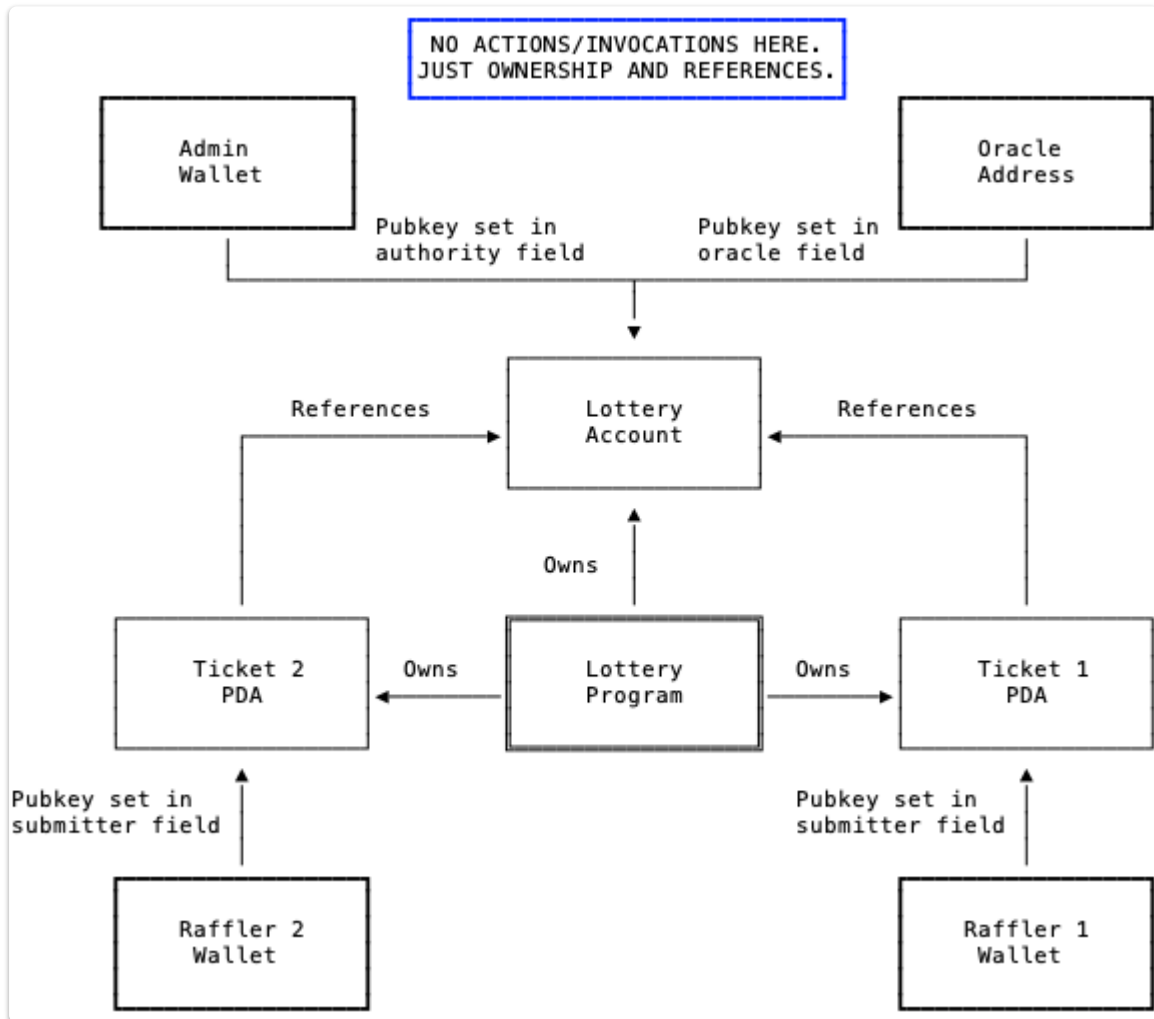 NO ACTIONS/INVOCATIONS HERE.
JUST OWNERSHIP AND REFERENCES.
Admin
Wallet
Oracle
Address
Pubkey set in
authority field
Pubkey set in
oracle field
References
Lottery
Account
References
Owns
Ticket 2
PDA
Owns
Lottery
Program
Owns
Ticket 1
PDA
Pubkey set in
submitter field
Pubkey set in
submitter field
Raffler 2
Wallet
Raffler 1
Wallet